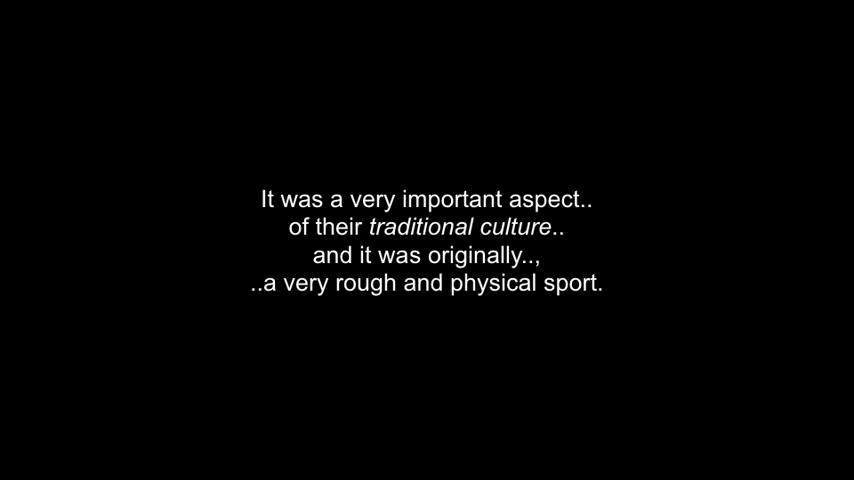 It was a very important aspect..
of their traditional culture..
and it was originally..,
..a very rough and physical sport.